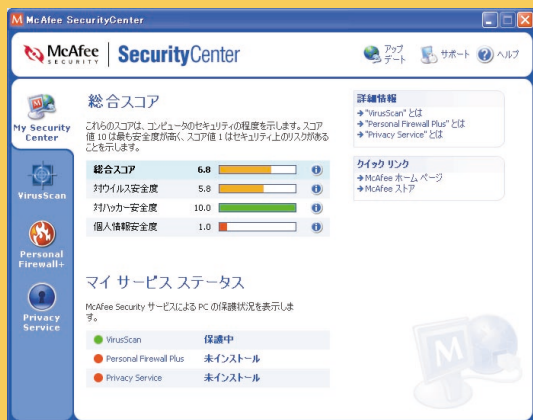 McAfee SecurityCenter
McAfee SECURITY SecurityCenter
アップデート
サポート
ヘルプ
My Security Center
VirusScan
Personal Firewall+
Privacy Service
総合スコア
これらのスコアは、コンピュータのセキュリティの程度を示します。スコア
値 10 は最も安全度が高く、スコア値 1 はセキュリティ上のリスクがある
ことを示します。
総合スコア 6.8
対ウイルス安全度 5.8
対ハッカー安全度 10.0
個人情報安全度 1.0
マイ サービス ステータス
McAfee Security サービスによる PC の保護状況を表示しま
す。
VirusScan 保護中
Personal Firewall Plus 未インストール
Privacy Service 未インストール
詳細情報
"VirusScan" とは
"Personal Firewall Plus" とは
"Privacy Service" とは
クイック リンク
McAfee ホーム ページ
McAfee ストア